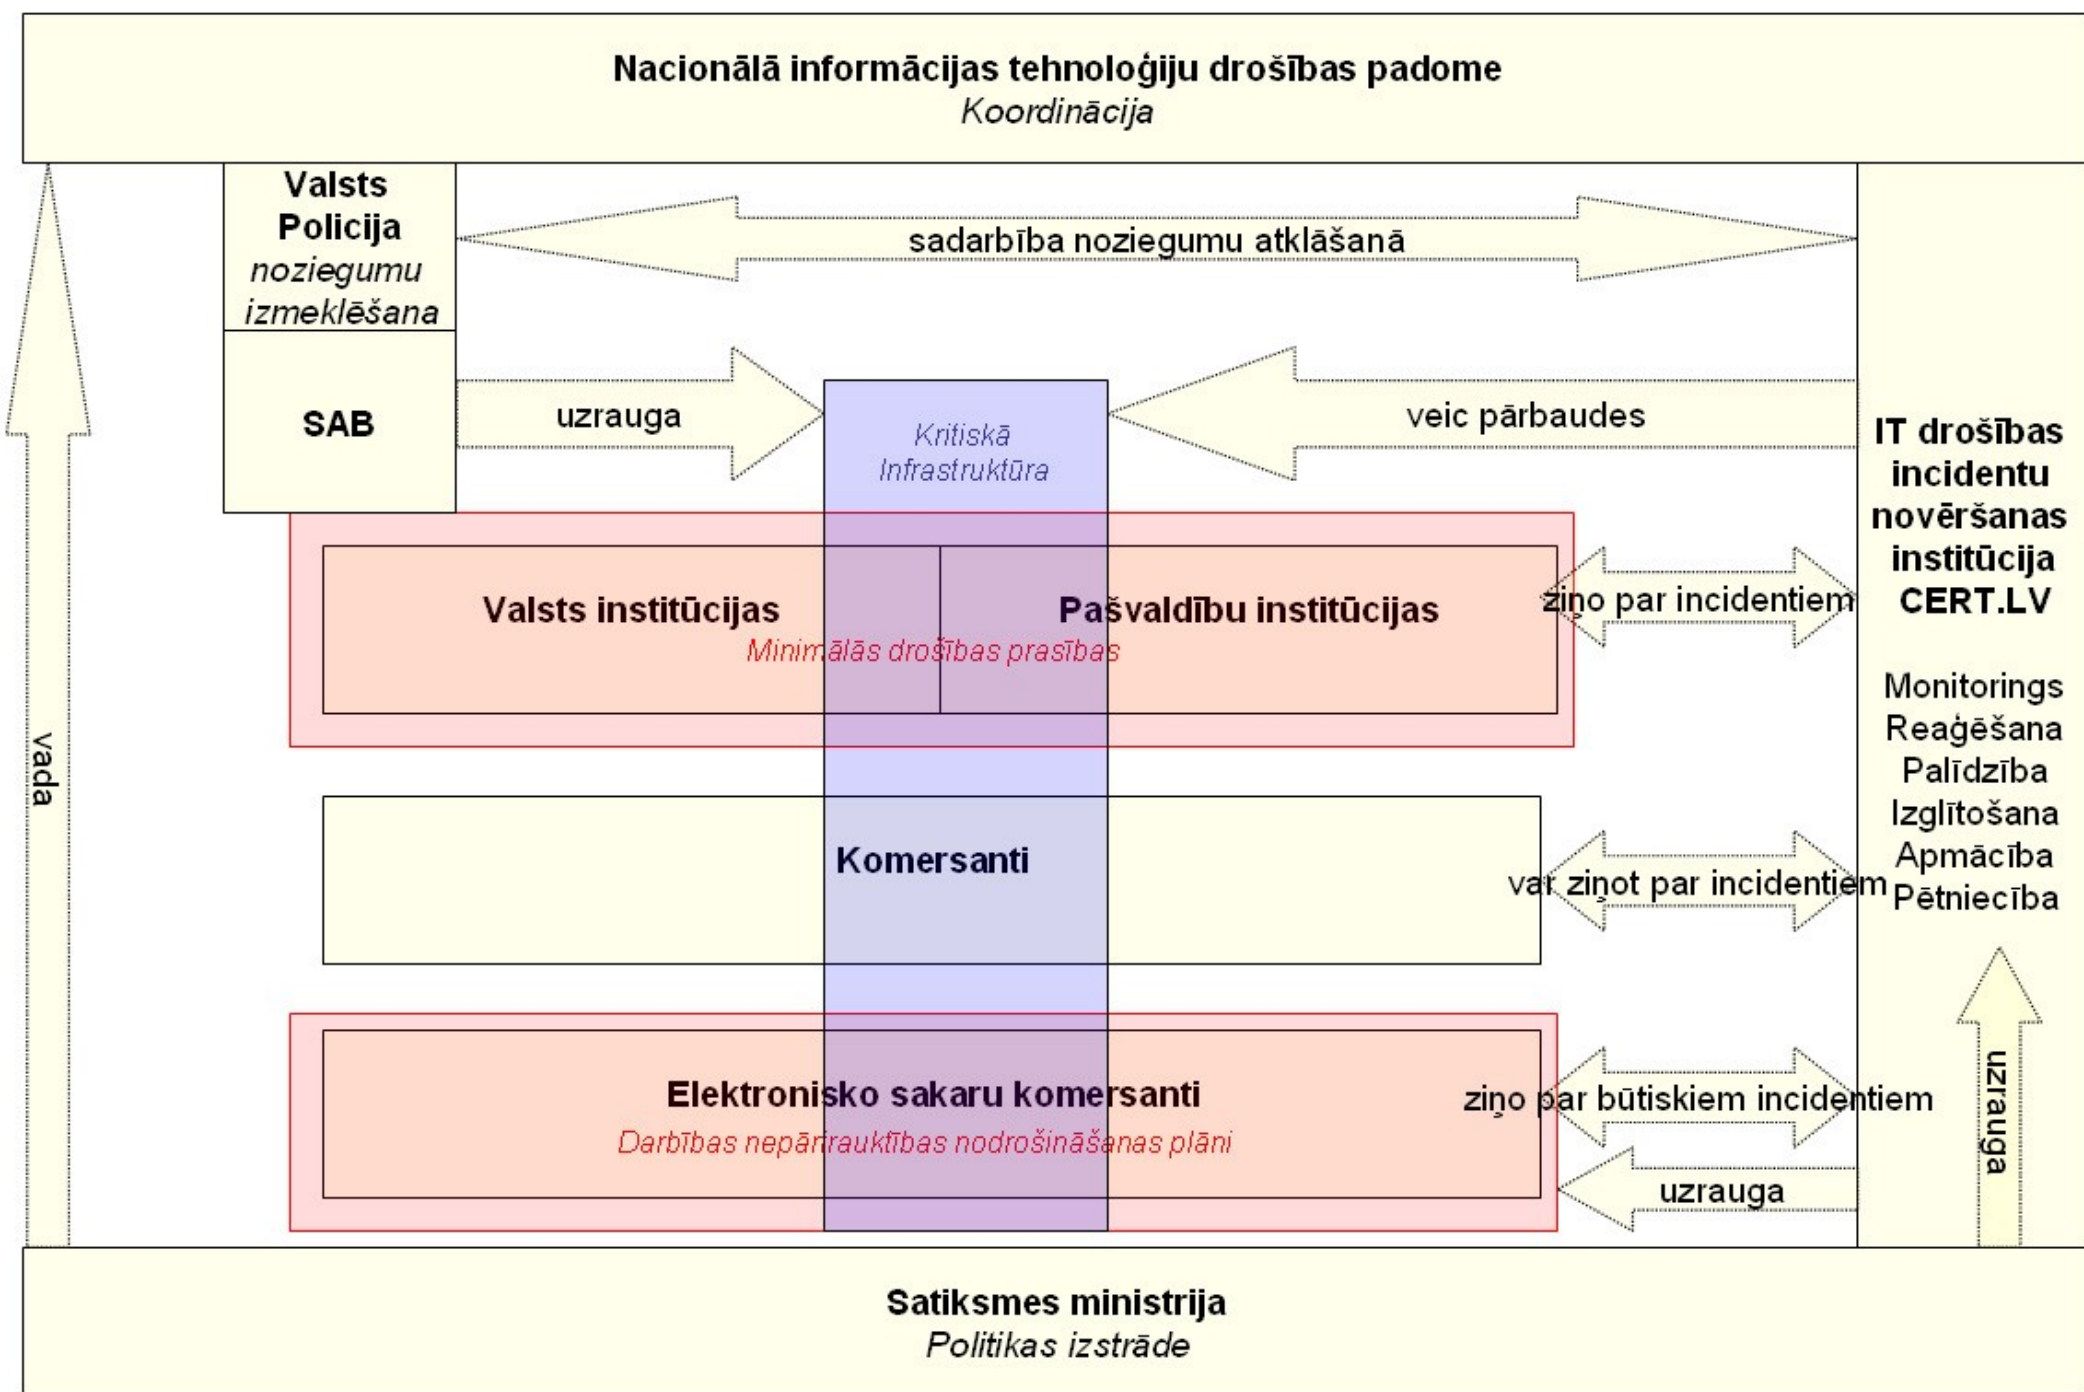 Nacionālā informācijas tehnoloģiju drošības padome
Koordinācija
Valsts
Policija
noziegumu
izmeklēšana
sadarbība noziegumu atklāšanā
SAB
uzrauga
Kritiskā
Infrastruktūra
veic pārbaudes
IT drošības
incidentu
novēršanas
institūcija
CERT.LV
Monitorings
Reaģēšana
Palīdzība
Izglītošana
Apmācība
Pētniecība
Valsts institūcijas
Pašvaldību institūcijas
Minimālās drošības prasības
ziņo par incidentiem
vada
Komersanti
var ziņot par incidentiem
Elektronisko sakaru komersanti
Darbības nepārirauktības nodrošināšanas plāni
ziņo par būtiskiem incidentiem
uzrauga
uzrauga
Satiksmes ministrija
Politikas izstrāde